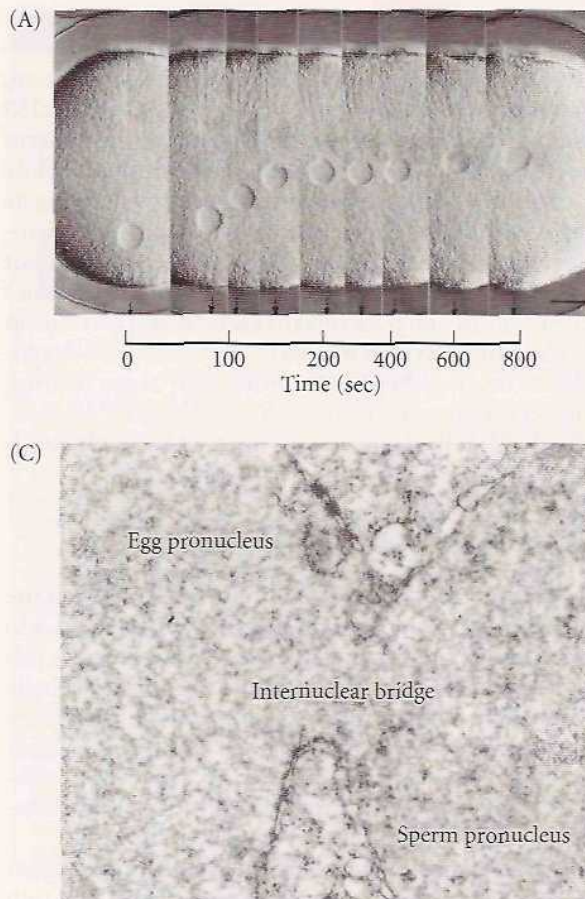 (A)
0 100 200 400 600 800
Time (sec)
(C)
Egg pronucleus
Internuclear bridge
Sperm pronucleus